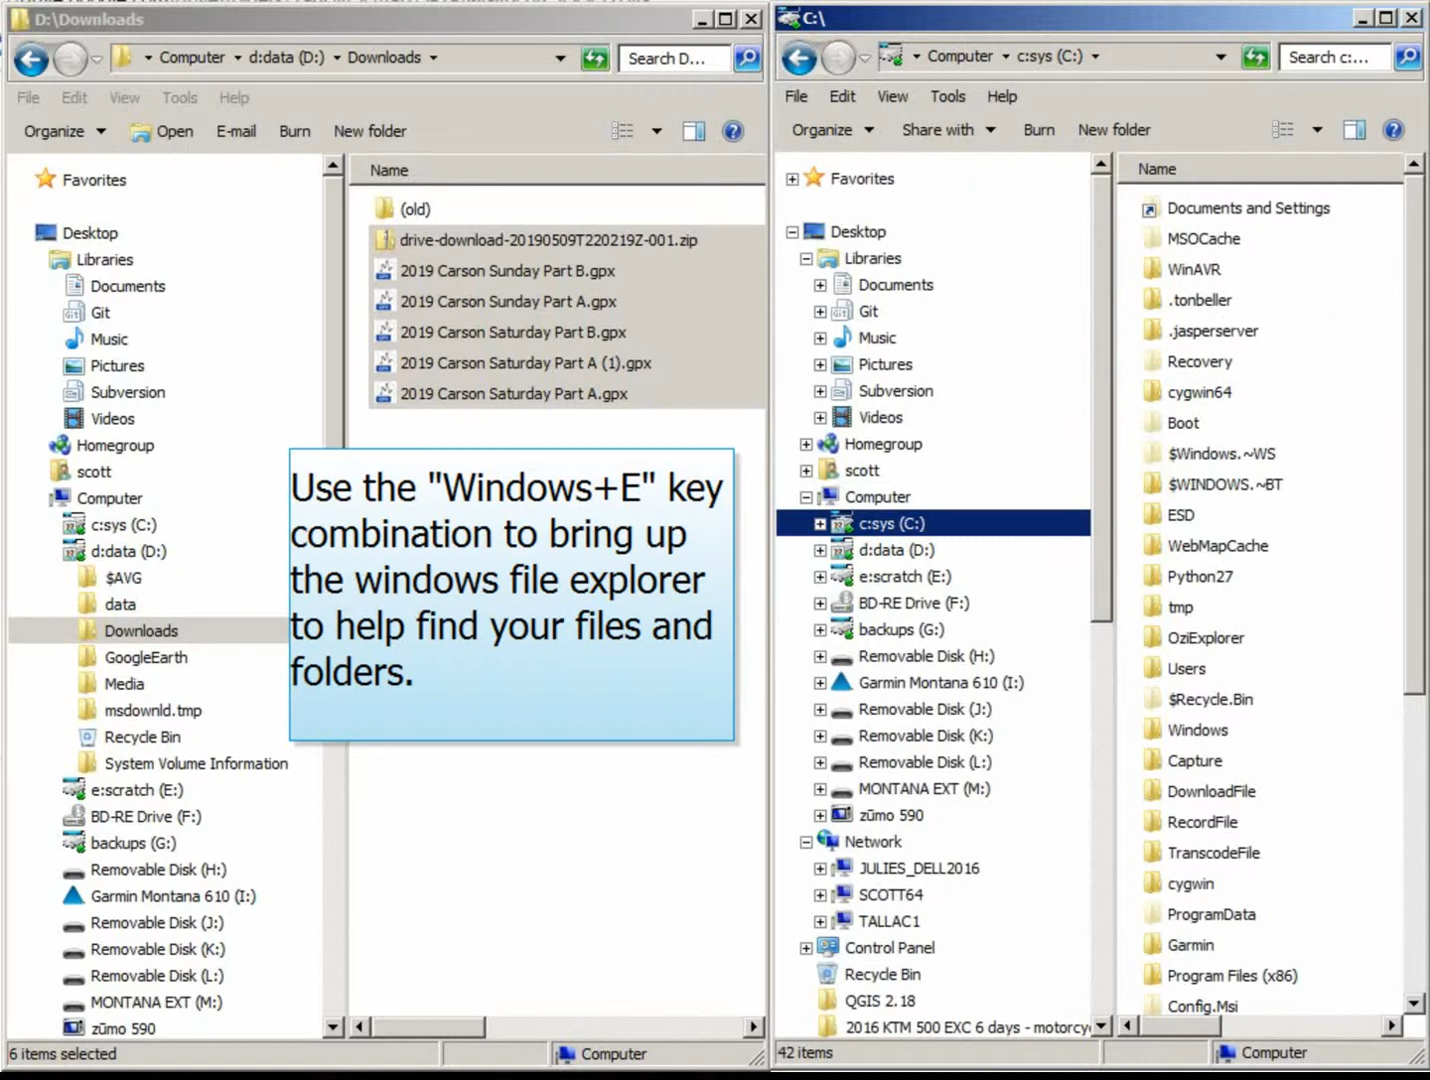 D:\Downloads
Computer d:data (D:) Downloads
Search D...
File Edit View Tools Help
Organize Open E-mail Burn New folder
Favorites
Desktop
Libraries
Documents
Git
Music
Pictures
Subversion
Videos
Homegroup
scott
Computer
c:sys (C:)
d:data (D:)
$AVG
data
Downloads
GoogleEarth
Media
msdownld.tmp
Recycle Bin
System Volume Information
e:scratch (E:)
BD-RE Drive (F:)
backups (G:)
Removable Disk (H:)
Garmin Montana 610 (I:)
Removable Disk (J:)
Removable Disk (K:)
Removable Disk (L:)
MONTANA EXT (M:)
zūmo 590
Name
(old)
drive-download-20190509T220219Z-001.zip
2019 Carson Sunday Part B.gpx
2019 Carson Sunday Part A.gpx
2019 Carson Saturday Part B.gpx
2019 Carson Saturday Part A (1).gpx
2019 Carson Saturday Part A.gpx
Use the "Windows+E" key
combination to bring up
the windows file explorer
to help find your files and
folders.
6 items selected
Computer
C:\
Computer c:sys (C:)
Search c:...
File Edit View Tools Help
Organize Share with Burn New folder
Favorites
Desktop
Libraries
Documents
Git
Music
Pictures
Subversion
Videos
Homegroup
scott
Computer
c:sys (C:)
d:data (D:)
e:scratch (E:)
BD-RE Drive (F:)
backups (G:)
Removable Disk (H:)
Garmin Montana 610 (I:)
Removable Disk (J:)
Removable Disk (K:)
Removable Disk (L:)
MONTANA EXT (M:)
zūmo 590
Network
JULIES_DELL2016
SCOTT64
TALLAC1
Control Panel
Recycle Bin
QGIS 2.18
2016 KTM 500 EXC 6 days - motorcy
Name
Documents and Settings
MSOCache
WinAVR
.tonbeller
.jasperserver
Recovery
cygwin64
Boot
$Windows.~WS
$WINDOWS.~BT
ESD
WebMapCache
Python27
tmp
OziExplorer
Users
$Recycle.Bin
Windows
Capture
DownloadFile
RecordFile
TranscodeFile
cygwin
ProgramData
Garmin
Program Files (x86)
Config.Msi
42 items
Computer